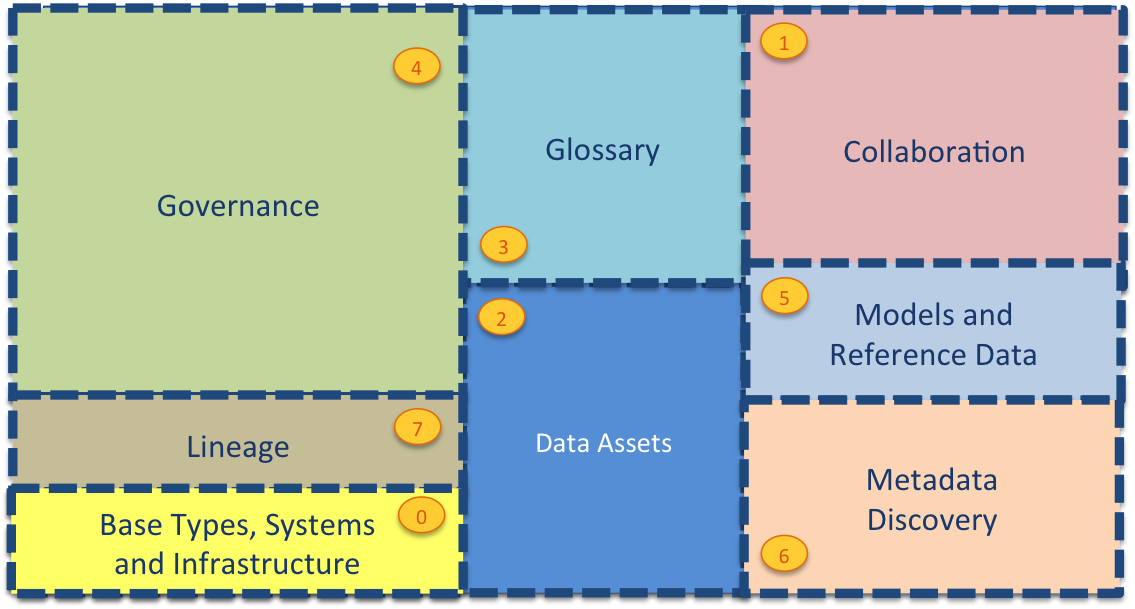 4
Governance
7
Lineage
0
Base Types, Systems
and Infrastructure
Glossary
3
2
Data Assets
1
Collaboration
5
Models and
Reference Data
Metadata
Discovery
6